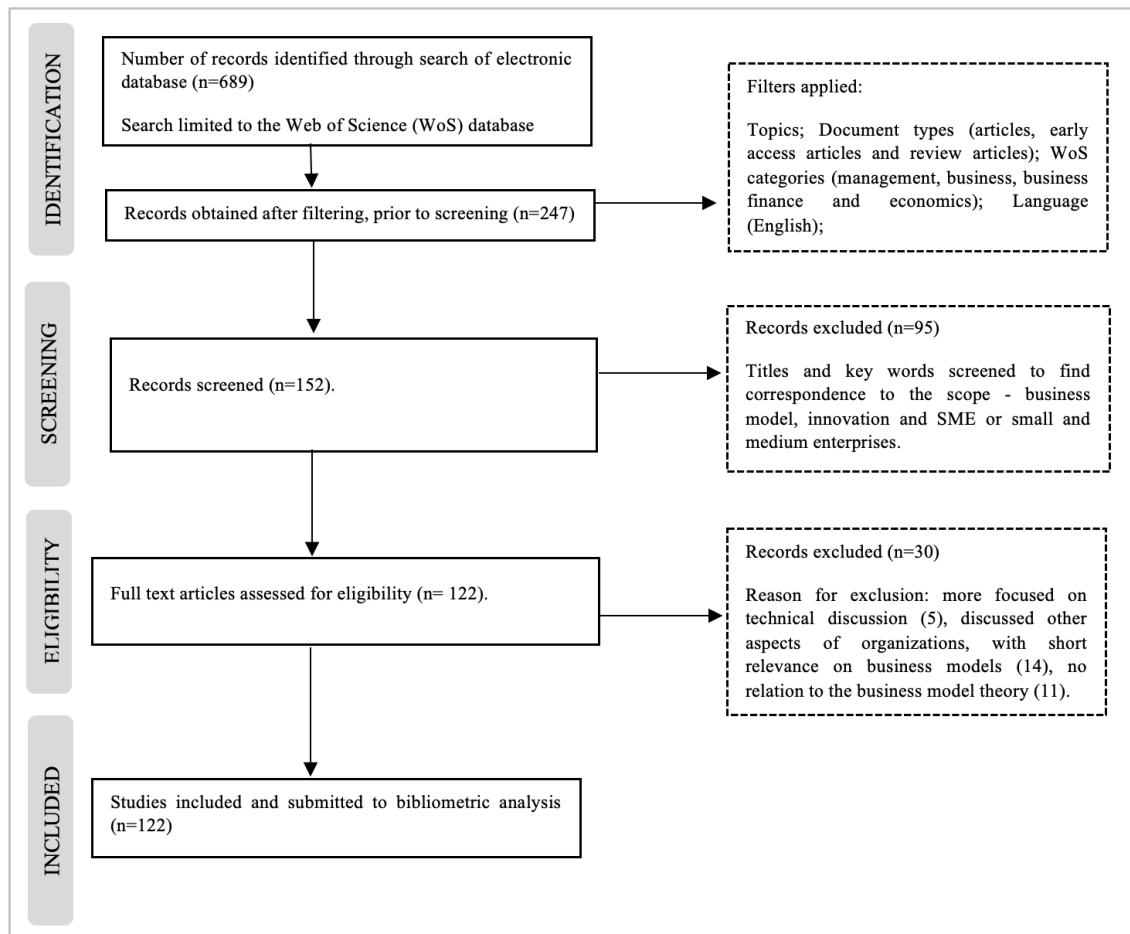 IDENTIFICATION
Number of records identified through search of electronic
database (n=689)
Search limited to the Web of Science (WoS) database
Records obtained after filtering, prior to screening (n=247)
Filters applied:
Topics; Document types (articles, early
access articles and review articles); WoS
categories (management, business, business
finance and economics); Language
(English);
SCREENING
Records screened (n=152).
Records excluded (n=95)
Titles and key words screened to find
correspondence to the scope - business
model, innovation and SME or small and
medium enterprises.
ELIGIBILITY
Full text articles assessed for eligibility (n= 122).
Records excluded (n=30)
Reason for exclusion: more focused on
technical discussion (5), discussed other
aspects of organizations, with short
relevance on business models (14), no
relation to the business model theory (11).
INCLUDED
Studies included and submitted to bibliometric analysis
(n=122)